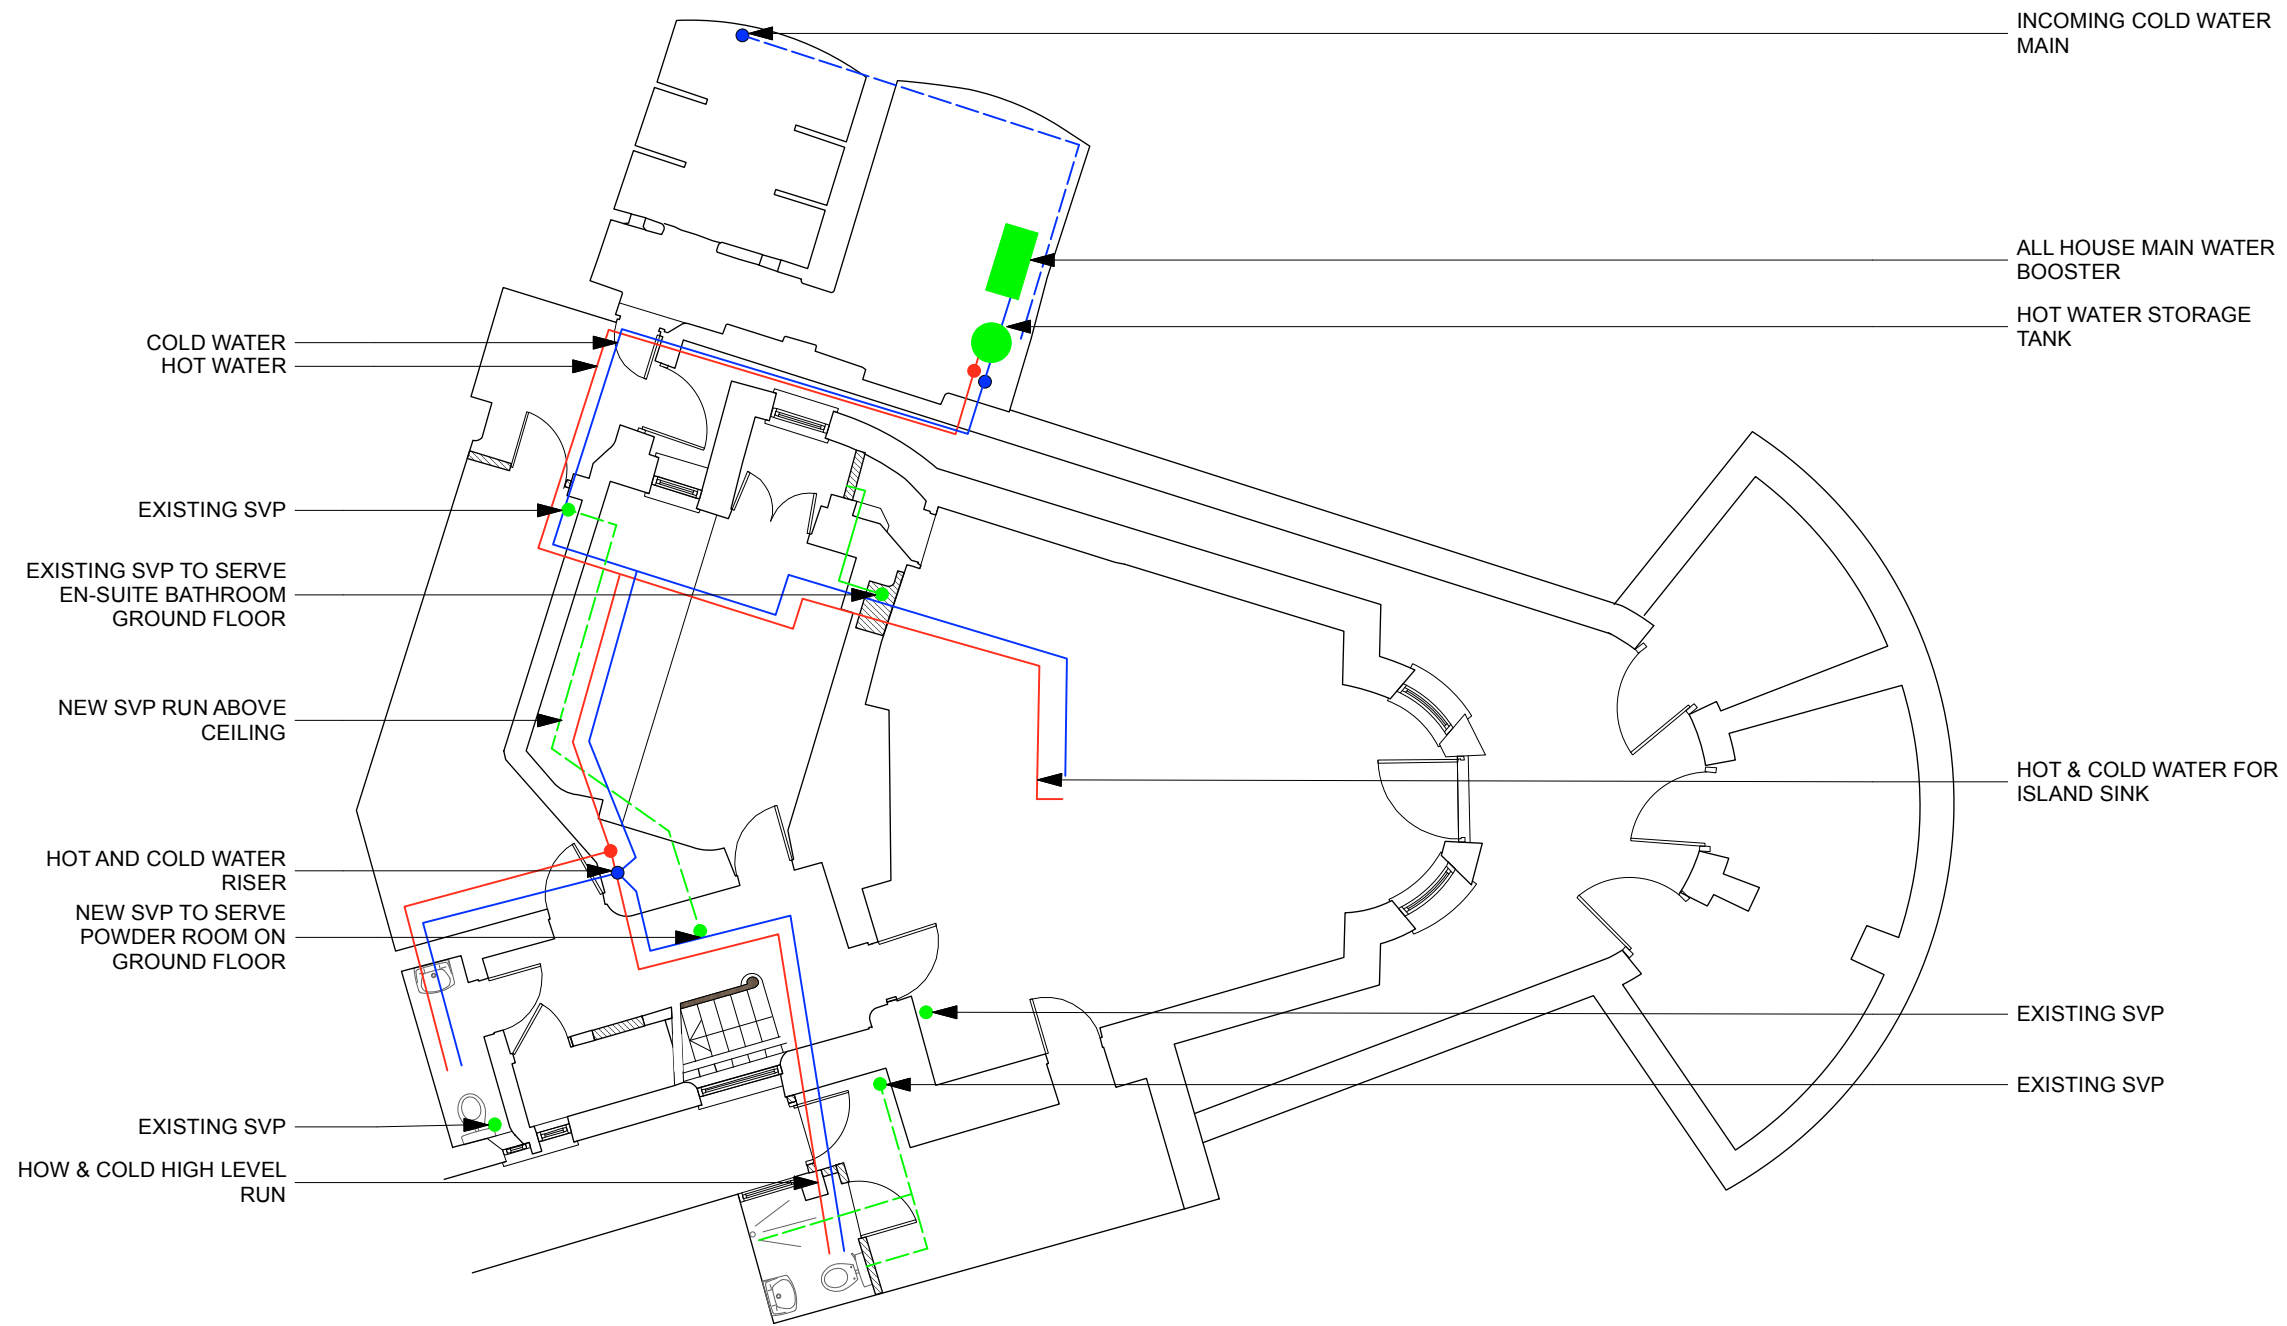 INCOMING COLD WATER
MAIN
ALL HOUSE MAIN WATER
BOOSTER
HOT WATER STORAGE
TANK
COLD WATER
HOT WATER
EXISTING SVP
EXISTING SVP TO SERVE
EN-SUITE BATHROOM
GROUND FLOOR
NEW SVP RUN ABOVE
CEILING
HOT & COLD WATER FOR
ISLAND SINK
HOT AND COLD WATER
RISER
NEW SVP TO SERVE
POWDER ROOM ON
GROUND FLOOR
EXISTING SVP
EXISTING SVP
EXISTING SVP
HOW & COLD HIGH LEVEL
RUN